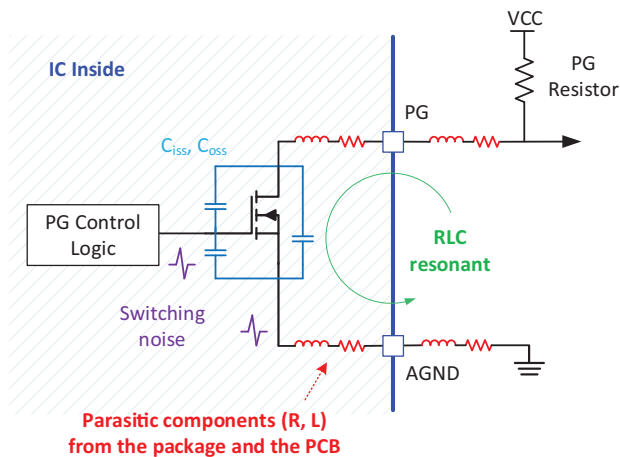 VCC
IC Inside
PG
Resistor
PG
Ciss, Coss
PG Control
Logic
RLC
resonant
Switching
noise
AGND
Parasitic components (R, L)
from the package and the PCB